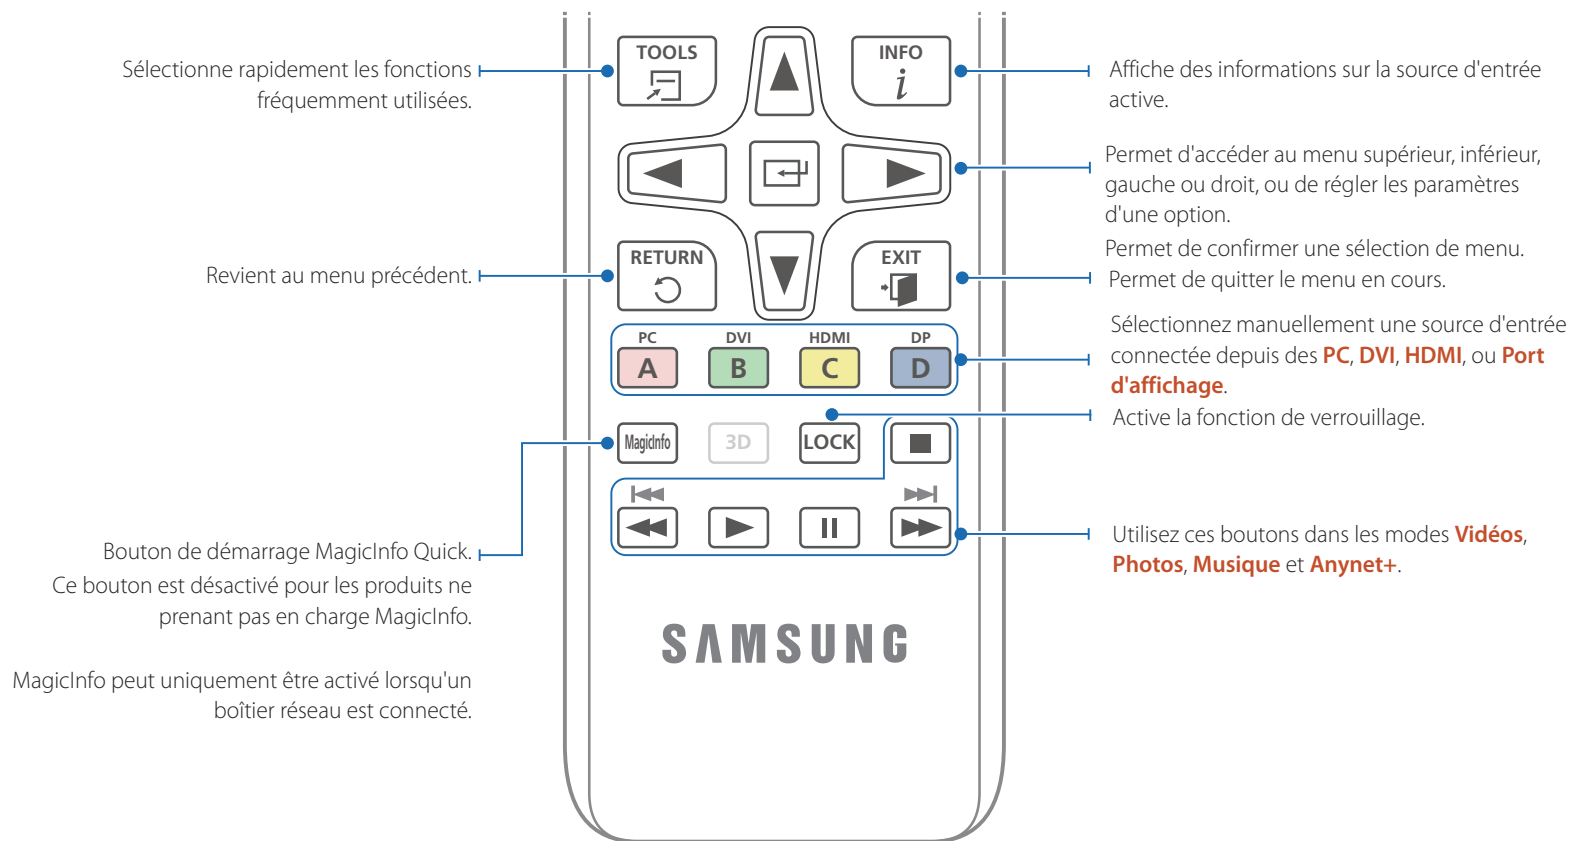 TOOLS
INFO
Sélectionne rapidement les fonctions
fréquemment utilisées.
Affiche des informations sur la source d'entrée
active.
Permet d'accéder au menu supérieur, inférieur,
gauche ou droit, ou de régler les paramètres
d'une option.
Permet de confirmer une sélection de menu.
RETURN
EXIT
Revient au menu précédent.
Permet de quitter le menu en cours.
PC DVI HDMI DP
A B C D
Sélectionnez manuellement une source d'entrée
connectée depuis des PC, DVI, HDMI, ou Port
d'affichage.
Active la fonction de verrouillage.
MagicInfo 3D LOCK
Bouton de démarrage MagicInfo Quick.
Ce bouton est désactivé pour les produits ne
prenant pas en charge MagicInfo.
MagicInfo peut uniquement être activé lorsqu'un
boîtier réseau est connecté.
Utilisez ces boutons dans les modes Vidéos,
Photos, Musique et Anynet+.
SAMSUNG